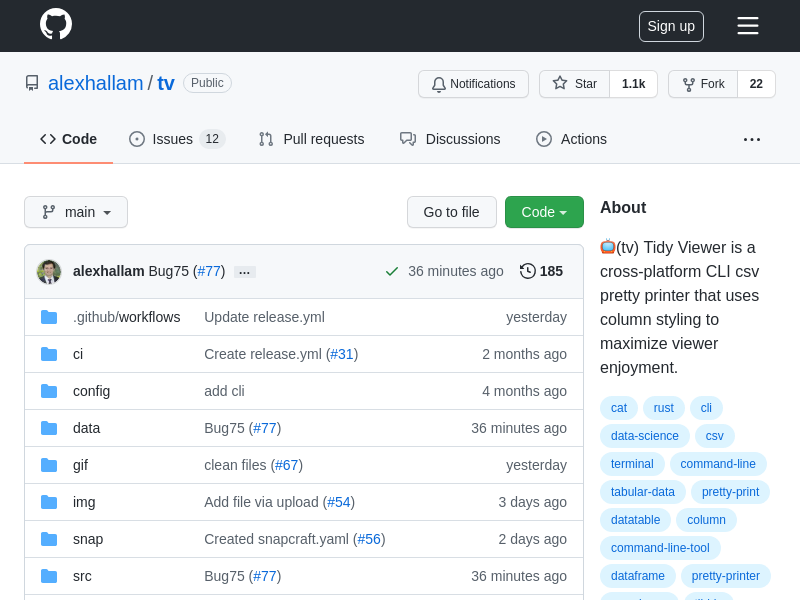 Sign up
alexhallam / tv Public
Notifications Star 1.1k Fork 22
Code Issues 12 Pull requests Discussions Actions ...
main Go to file Code
alexhallam Bug75 (#77) ... 36 minutes ago 185
.github/workflows Update release.yml yesterday
ci Create release.yml (#31) 2 months ago
config add cli 4 months ago
data Bug75 (#77) 36 minutes ago
gif clean files (#67) yesterday
img Add file via upload (#54) 3 days ago
snap Created snapcraft.yaml (#56) 2 days ago
src Bug75 (#77) 36 minutes ago
About
📺(tv) Tidy Viewer is a
cross-platform CLI csv
pretty printer that uses
column styling to
maximize viewer
enjoyment.
cat rust cli
data-science csv
terminal command-line
tabular-data pretty-print
datatable column
command-line-tool
dataframe pretty-printer